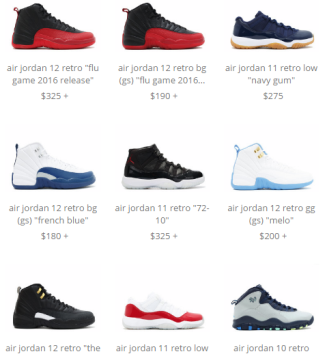 air jordan 12 retro "flu
game 2016 release"
$325 +
air jordan 12 retro bg
(gs) "flu game 2016...
$190 +
air jordan 11 retro low
"navy gum"
$275
air jordan 12 retro bg
(gs) "french blue"
$180 +
air jordan 11 retro "72-
10"
$325 +
air jordan 12 retro gg
(gs) "melo"
$200 +
air jordan 12 retro "the
air jordan 11 retro low
air jordan 10 retro